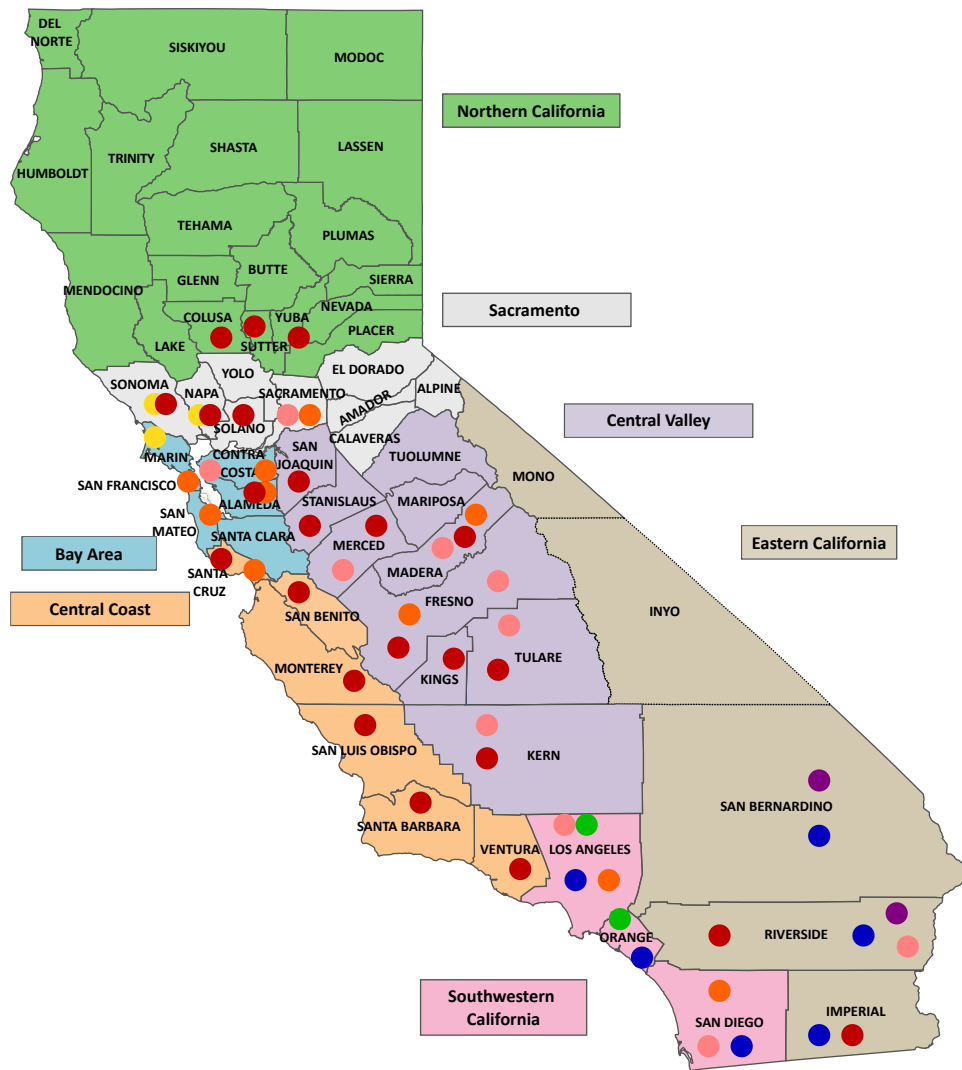 DEL
NORTE
SISKIYOU
MODOC
Northern California
TRINITY
SHASTA
LASSEN
HUMBOLDT
TEHAMA
PLUMAS
BUTTE
GLENN
SIERRA
MENDOCINO
NEVADA
COLUSA
YUBA
Sacramento
PLACER
LAKE
SUTTER
YOLO
EL DORADO
SONOMA
NAPA
SACRAMENTO
ALPINE
AMADOR
SOLANO
Central Valley
CALAVERAS
SAN
JOAQUIN
CONTRA
COSTA
MARIN
TUOLUMNE
MONO
SAN FRANCISCO
ALAMEDA
STANISLAUS
MARIPOSA
SAN
MATEO
SANTA CLARA
MERCED
Eastern California
Bay Area
MADERA
SANTA
CRUZ
FRESNO
Central Coast
SAN BENITO
INYO
TULARE
MONTEREY
KINGS
SAN LUIS OBISPO
KERN
SAN BERNARDINO
SANTA BARBARA
VENTURA
LOS ANGELES
ORANGE
RIVERSIDE
Southwestern
California
SAN DIEGO
IMPERIAL